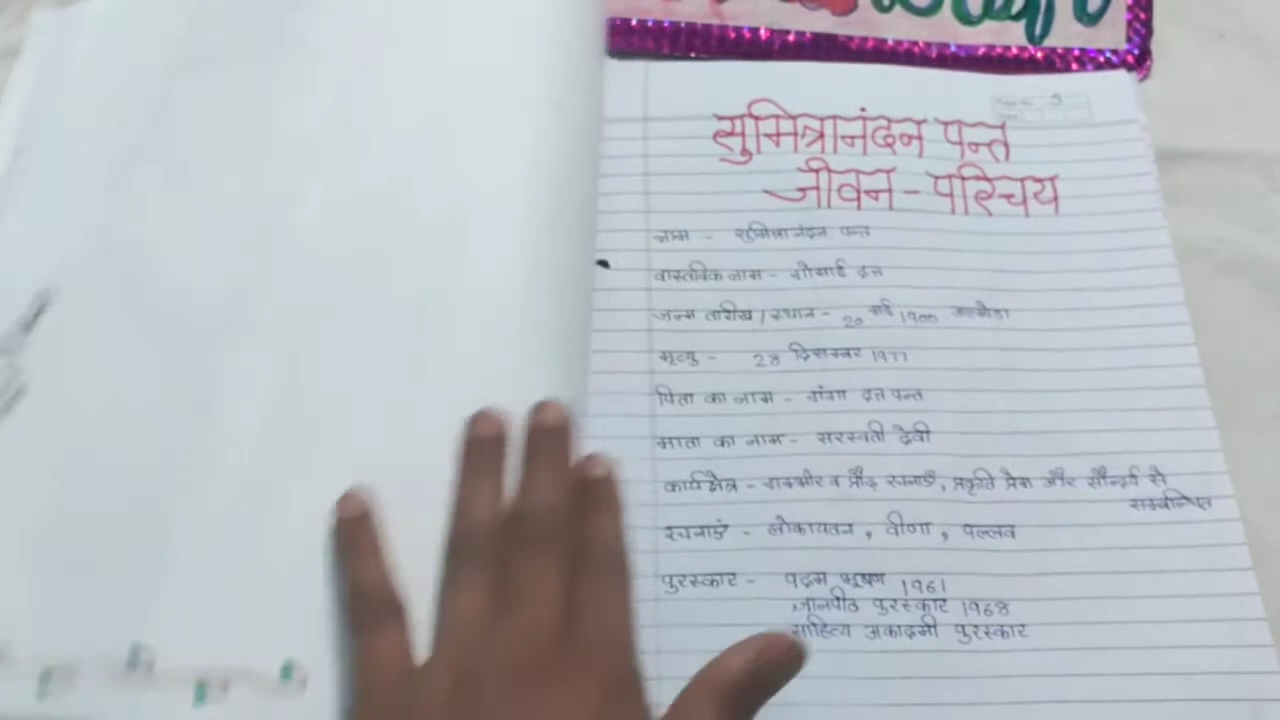 सुमित्रानंदन पन्त
जीवन - परिचय
नाम - सुमित्रानंदन पन्त
वास्तविक नाम - गोसाई दत्त
जन्म तारीख / स्थान - 20 मई 1900 अल्मोड़ा
मृत्यु - 28 दिसम्बर 1977
पिता का नाम - गंगा दत्त पन्त
माता का नाम - सरस्वती देवी
कार्यक्षेत्र - व प्रौढ़ रचनाऐं, प्रकृति प्रेम और सौन्दर्य से
सम्बन्धित
रचनाऐं - लोकायतन, वीणा, पल्लव
पुरस्कार - पद्म भूषण 1961
ज्ञानपीठ पुरस्कार 1968
साहित्य अकादमी पुरस्कार